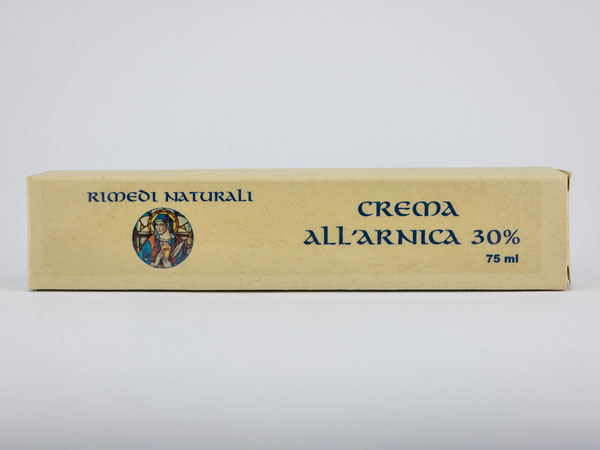 RIMEDI NATURALI
CREMA
ALL'ARNICA 30%
75 ml